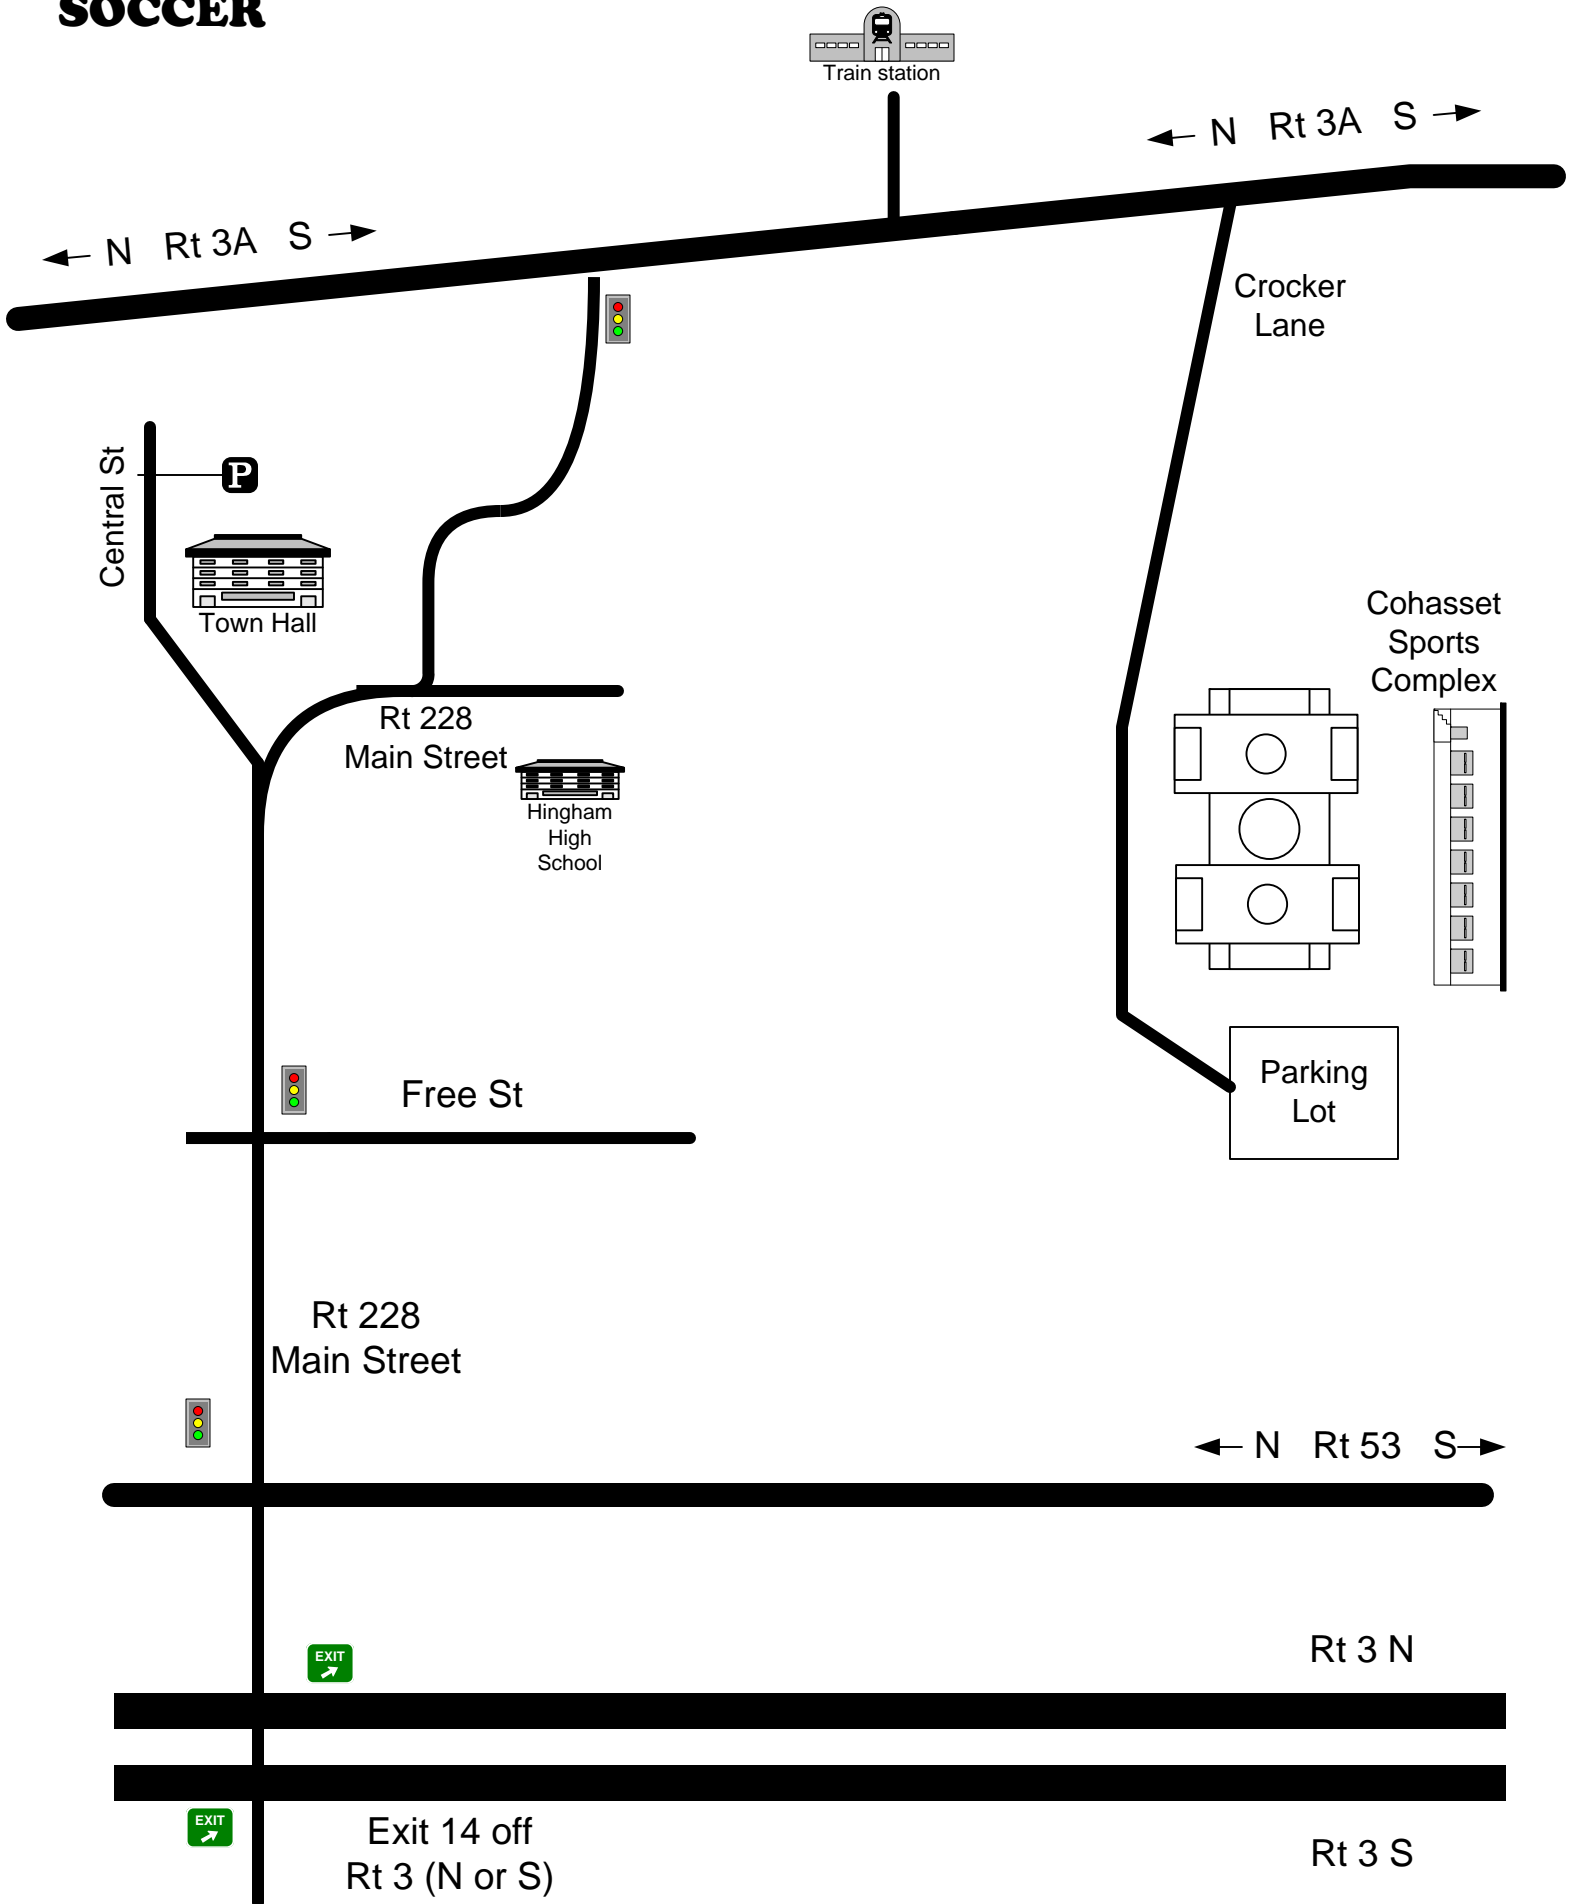 SOCCER
Train station
N Rt 3A S
N Rt 3A S
Crocker
Lane
Central St
P
Town Hall
Cohasset
Sports
Complex
Rt 228
Main Street
Hingham
High
School
Parking
Lot
Free St
Rt 228
Main Street
N Rt 53 S
Rt 3 N
EXIT
EXIT
Exit 14 off
Rt 3 (N or S)
Rt 3 S